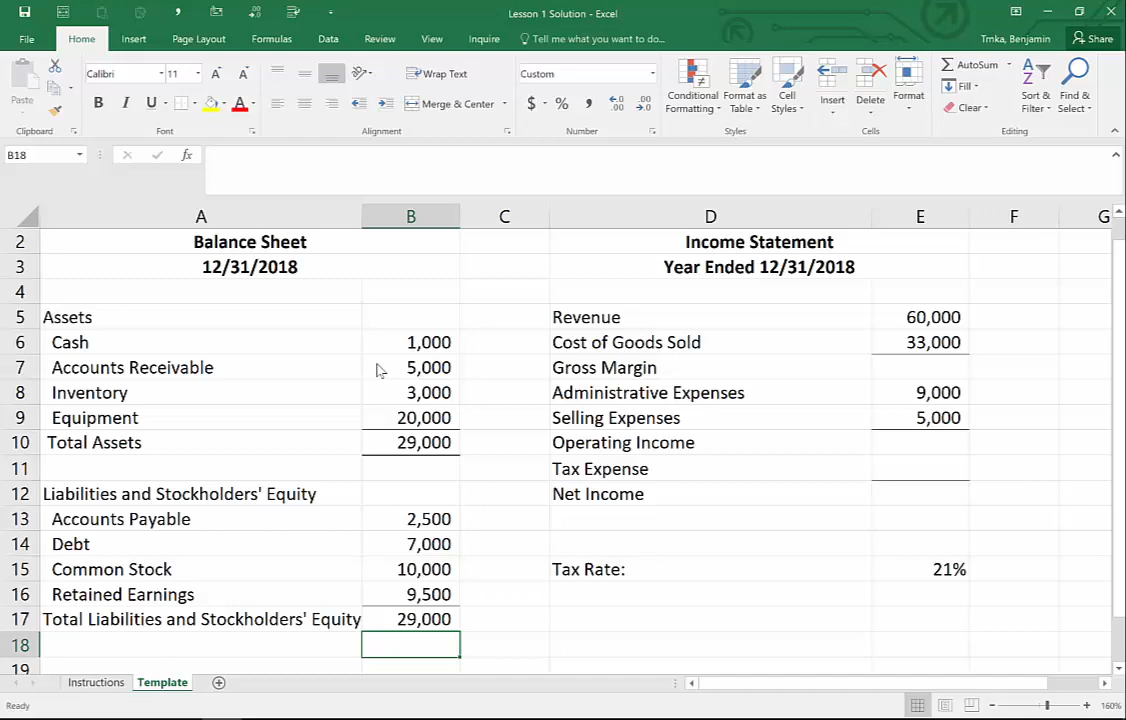 Lesson 1 Solution - Excel
File Home Insert Page Layout Formulas Data Review View Inquire Tell me what you want to do... Trnka, Benjamin Share
Paste
Calibri 11 A A Wrap Text Custom Conditional Formatting Format as Table Cell Styles Insert Delete Format AutoSum Fill Clear Sort & Filter Find & Select
B I U A Merge & Center $ % ,
Clipboard Font Alignment Number Styles Cells Editing
B18 fx
A B C D E F G
2 Balance Sheet Income Statement
3 12/31/2018 Year Ended 12/31/2018
4
5 Assets Revenue 60,000
6 Cash 1,000 Cost of Goods Sold 33,000
7 Accounts Receivable 5,000 Gross Margin
8 Inventory 3,000 Administrative Expenses 9,000
9 Equipment 20,000 Selling Expenses 5,000
10 Total Assets 29,000 Operating Income
11 Tax Expense
12 Liabilities and Stockholders' Equity Net Income
13 Accounts Payable 2,500
14 Debt 7,000
15 Common Stock 10,000 Tax Rate: 21%
16 Retained Earnings 9,500
17 Total Liabilities and Stockholders' Equity 29,000
18
19
Instructions Template
Ready 160%